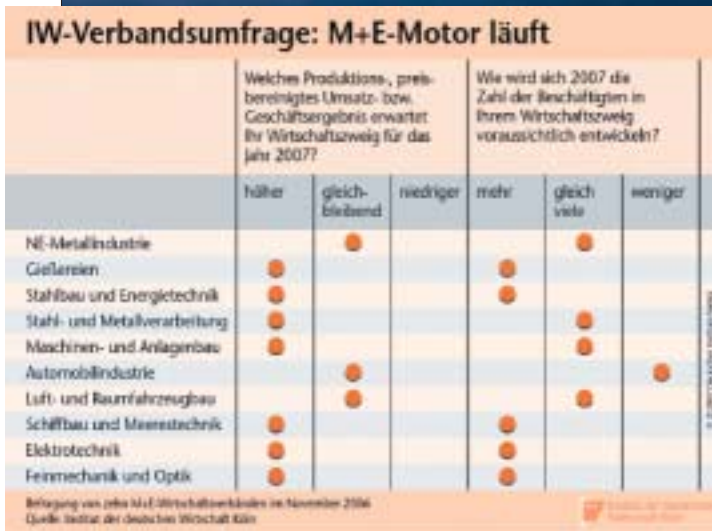 IW-Verbandsumfrage: M+E-Motor läuft
Welches Produktions-, preis-
bereinigtes Umsatz- bzw.
Geschäftsergebnis erwartet
Ihr Wirtschaftszweig für das
Jahr 2007?
Wie wird sich 2007 die
Zahl der Beschäftigten in
Ihrem Wirtschaftszweig
voraussichtlich entwickeln?
höher
gleich-
bleibend
niedriger
mehr
gleich
viele
weniger
NE-Metallindustrie
Gießereien
Stahlbau und Energietechnik
Stahl- und Metallverarbeitung
Maschinen- und Anlagenbau
Automobilindustrie
Luft- und Raumfahrzeugbau
Schiffbau und Meerestechnik
Elektrotechnik
Feinmechanik und Optik
Befragung von zehn M+E-Wirtschaftsverbänden im November 2006
Quelle: Institut der deutschen Wirtschaft Köln